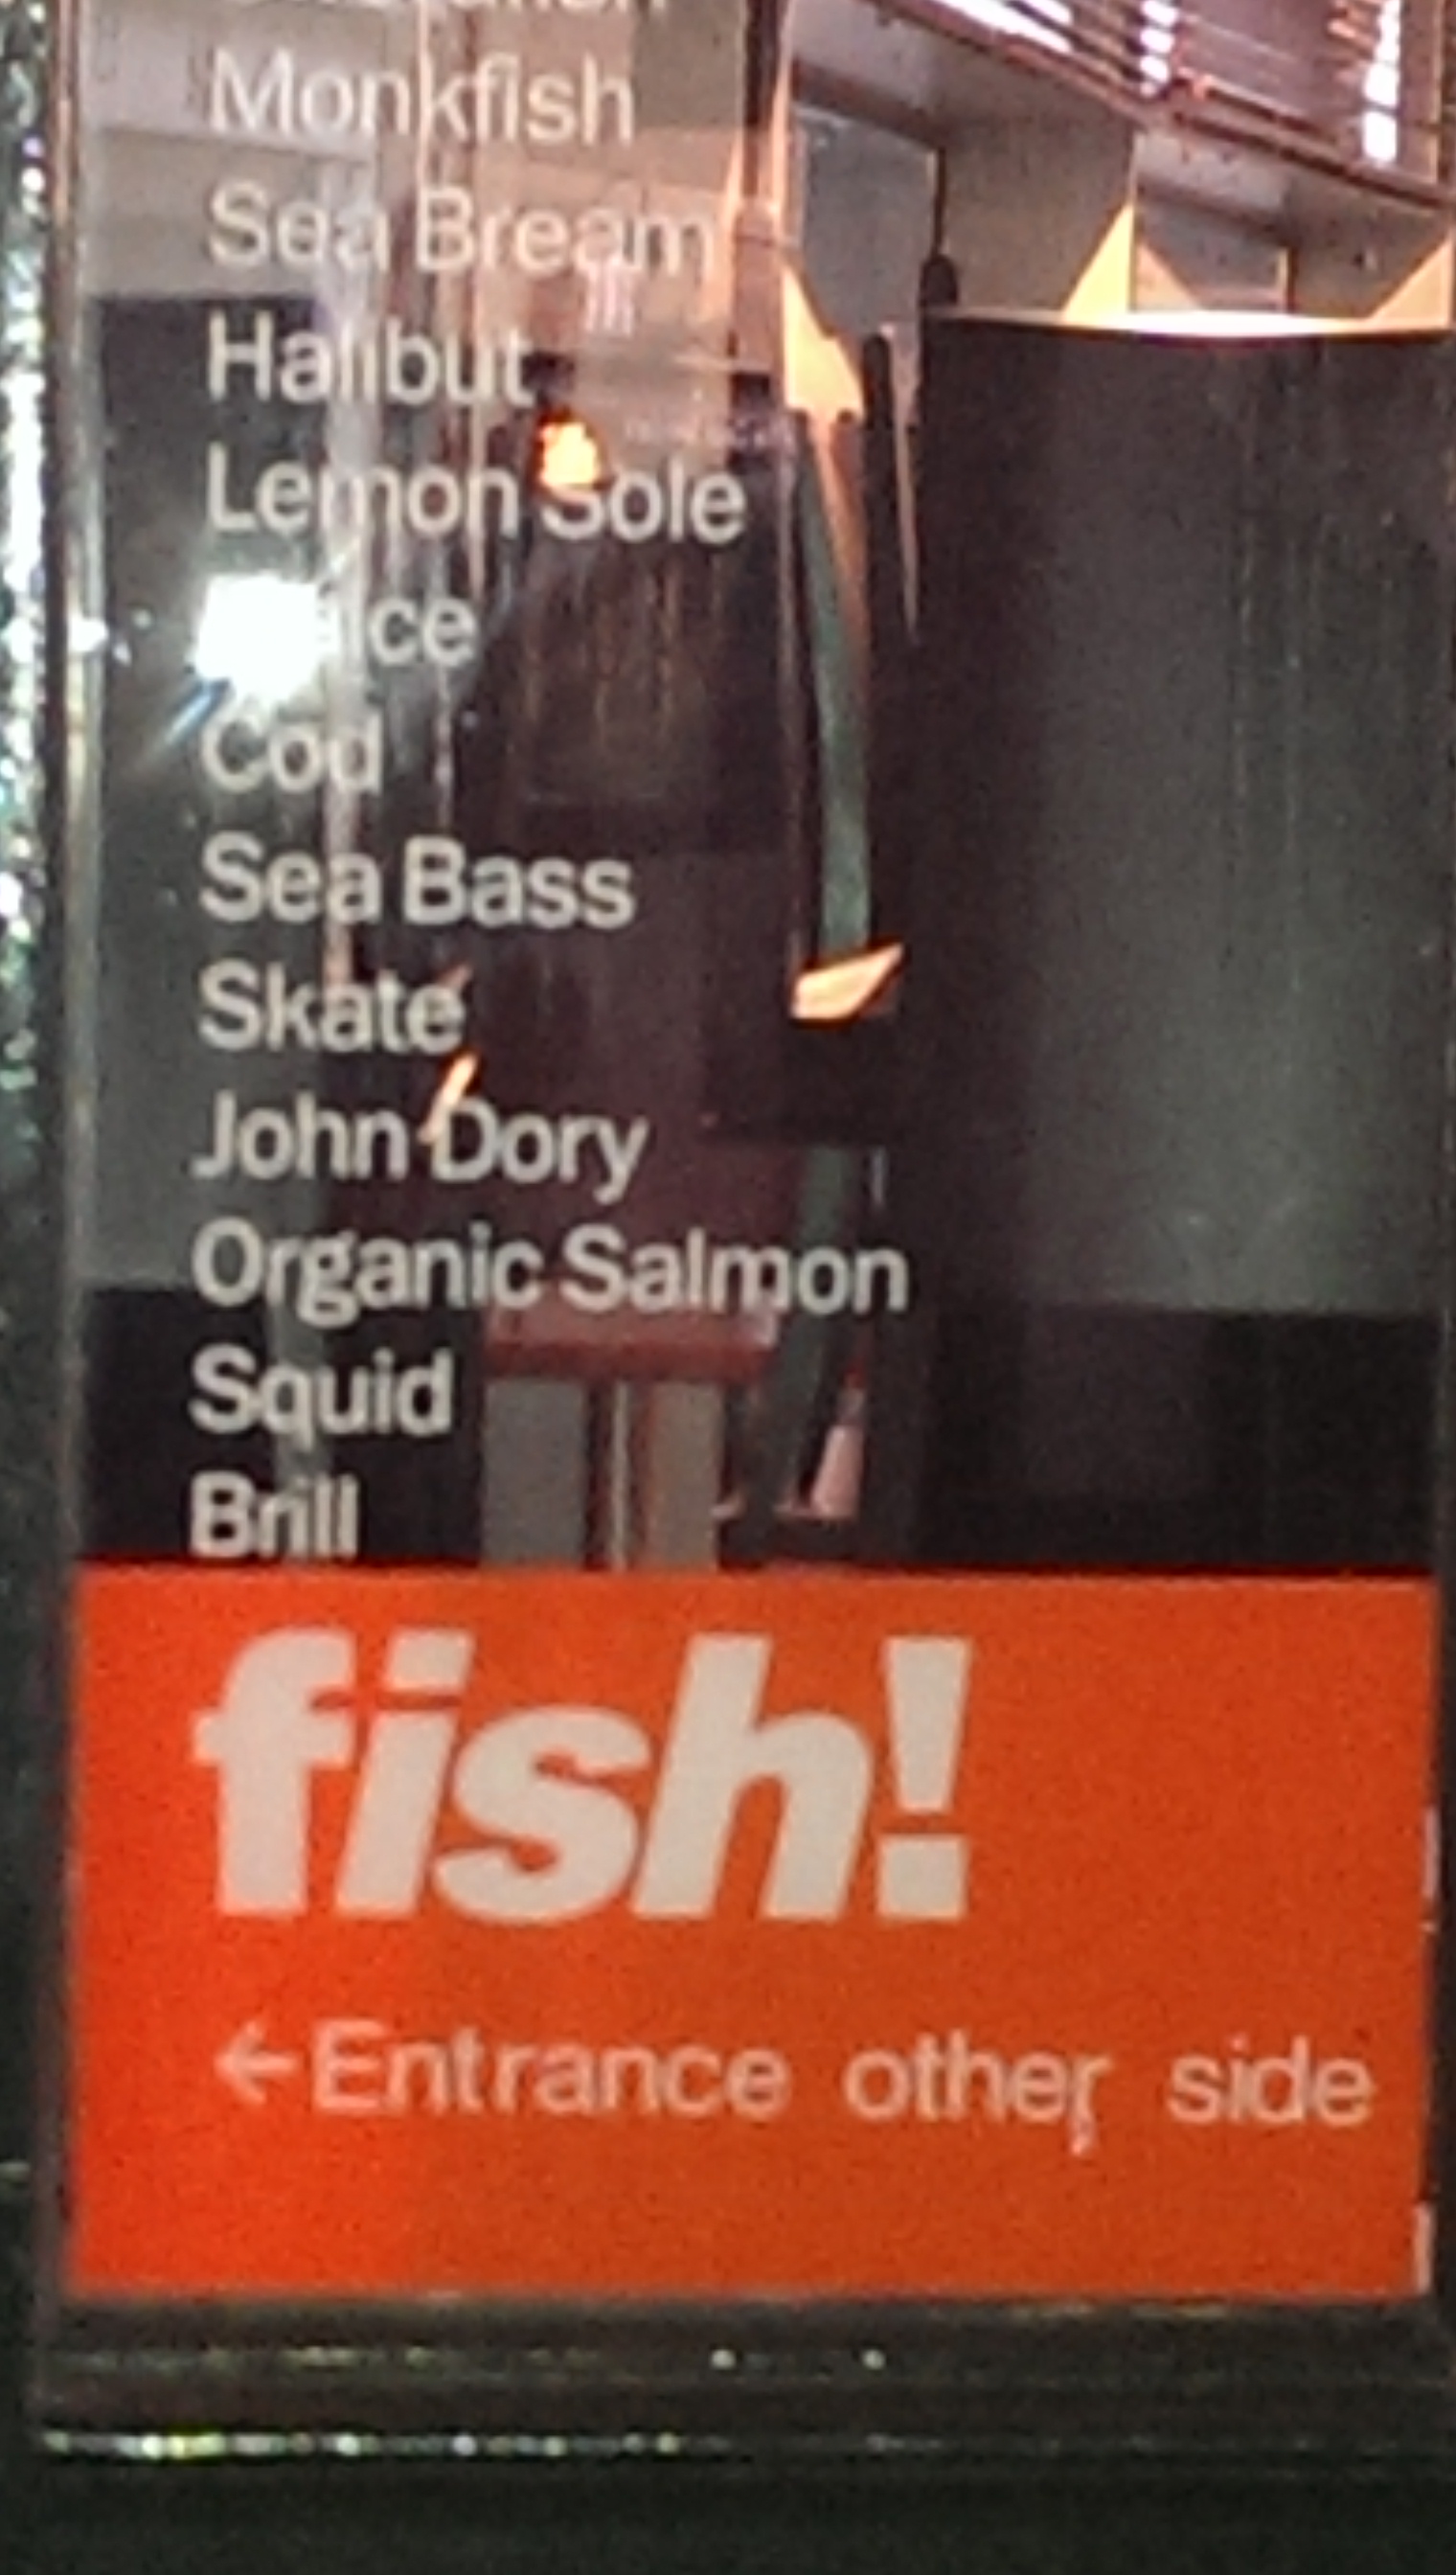 Monkfish
Sea Bream
Halibut
Lemon Sole
Cod
Sea Bass
Skate
John Dory
Organic Salmon
Squid
Brill
fish!
←Entrance other side